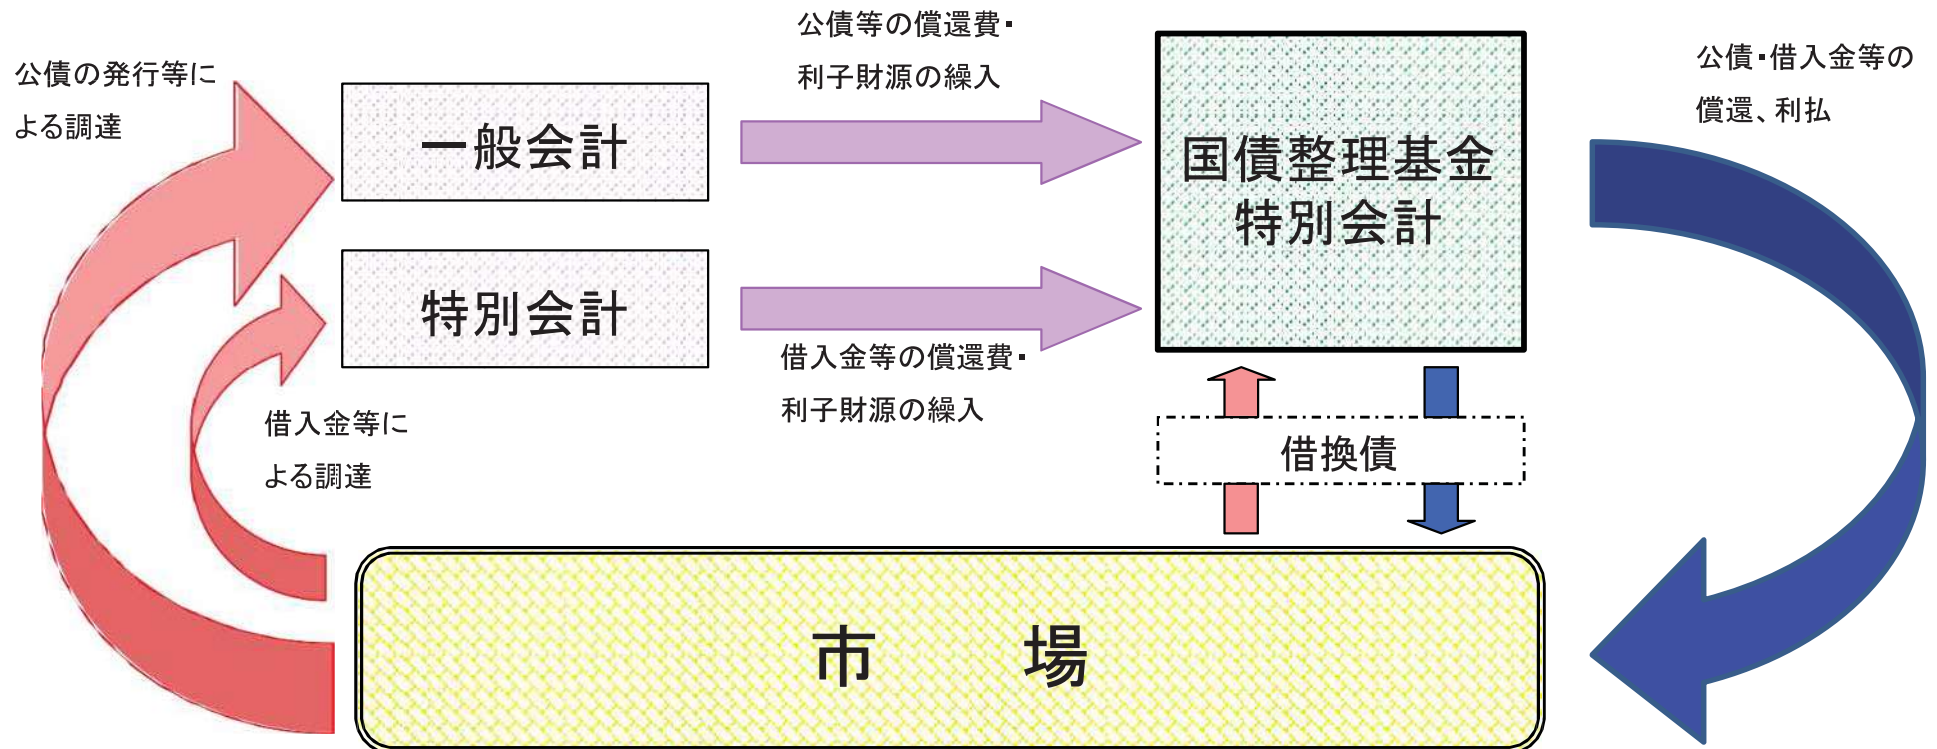 公債の発行等に
よる調達
一般会計
公債等の償還費・
利子財源の繰入
国債整理基金
特別会計
公債・借入金等の
償還、利払
特別会計
借入金等の償還費・
利子財源の繰入
借入金等に
よる調達
借換債
市　場